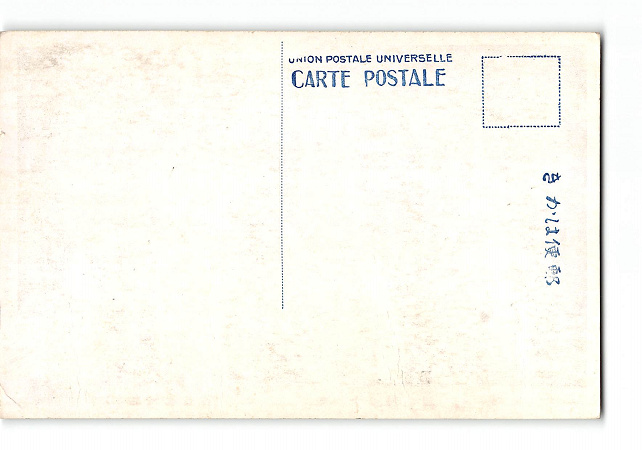 UNION POSTALE UNIVERSELLE
CARTE POSTALE
きかは便郵